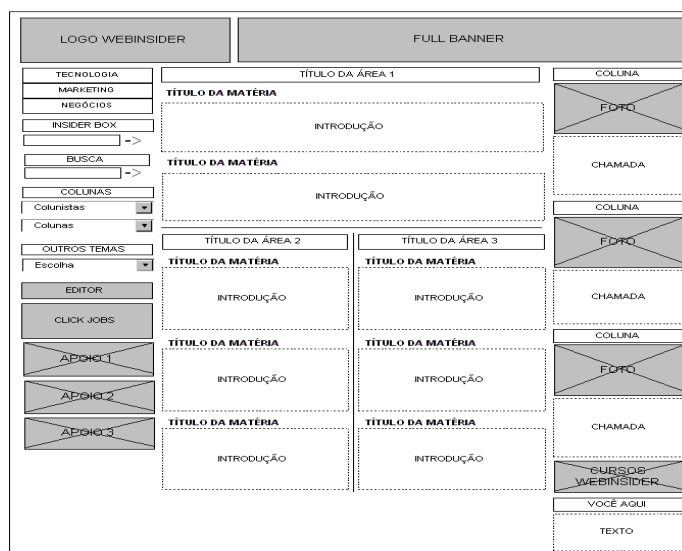 LOGO WEBINSIDER
FULL BANNER
TECNOLOGIA
MARKETING
NEGÓCIOS
INSIDER BOX
->
BUSCA
->
COLUNAS
Colunistas
Colunas
OUTROS TEMAS
Escolha
EDITOR
CLICK JOBS
APOIO 1
APOIO 2
APOIO 3
TÍTULO DA ÁREA 1
TÍTULO DA MATÉRIA
INTRODUÇÃO
TÍTULO DA MATÉRIA
INTRODUÇÃO
TÍTULO DA ÁREA 2
TÍTULO DA MATÉRIA
INTRODUÇÃO
TÍTULO DA MATÉRIA
INTRODUÇÃO
TÍTULO DA MATÉRIA
INTRODUÇÃO
TÍTULO DA ÁREA 3
TÍTULO DA MATÉRIA
INTRODUÇÃO
TÍTULO DA MATÉRIA
INTRODUÇÃO
TÍTULO DA MATÉRIA
INTRODUÇÃO
COLUNA
FOTO
CHAMADA
COLUNA
FOTO
CHAMADA
COLUNA
FOTO
CHAMADA
CURSOS
WEBINSIDER
VOCÊ AQUI
TEXTO